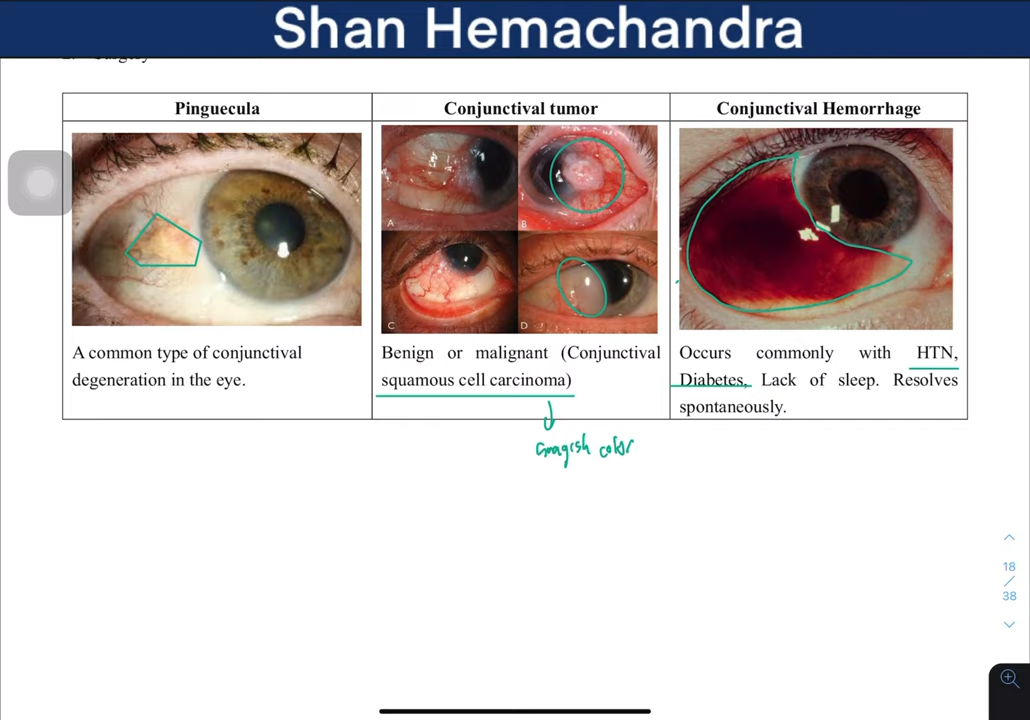 Shan Hemachandra
Surgery
Pinguecula
Conjunctival tumor
Conjunctival Hemorrhage
A
B
C
D
A common type of conjunctival
degeneration in the eye.
Benign or malignant (Conjunctival
squamous cell carcinoma)
Occurs commonly with HTN,
Diabetes, Lack of sleep. Resolves
spontaneously.
color
18
/
38